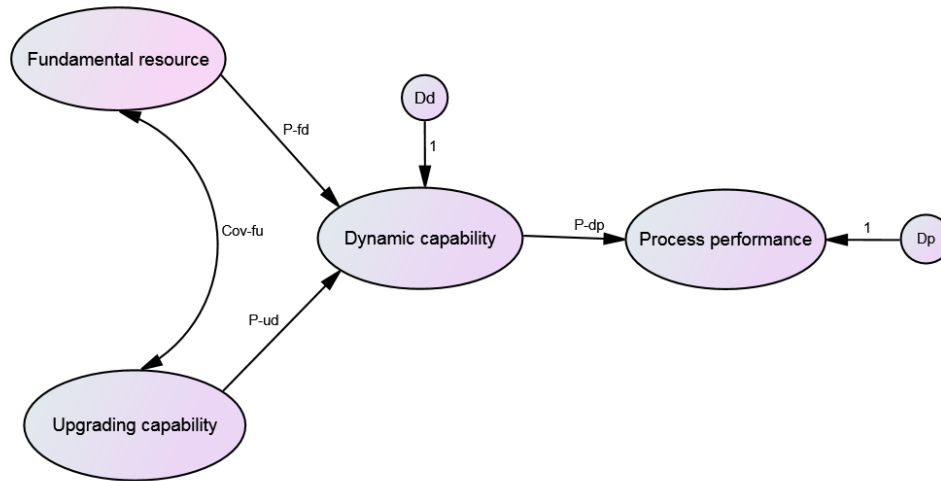 Fundamental resource
Dd
P-fd
1
Cov-fu
Dynamic capability
P-dp
Process performance
1
Dp
P-ud
Upgrading capability